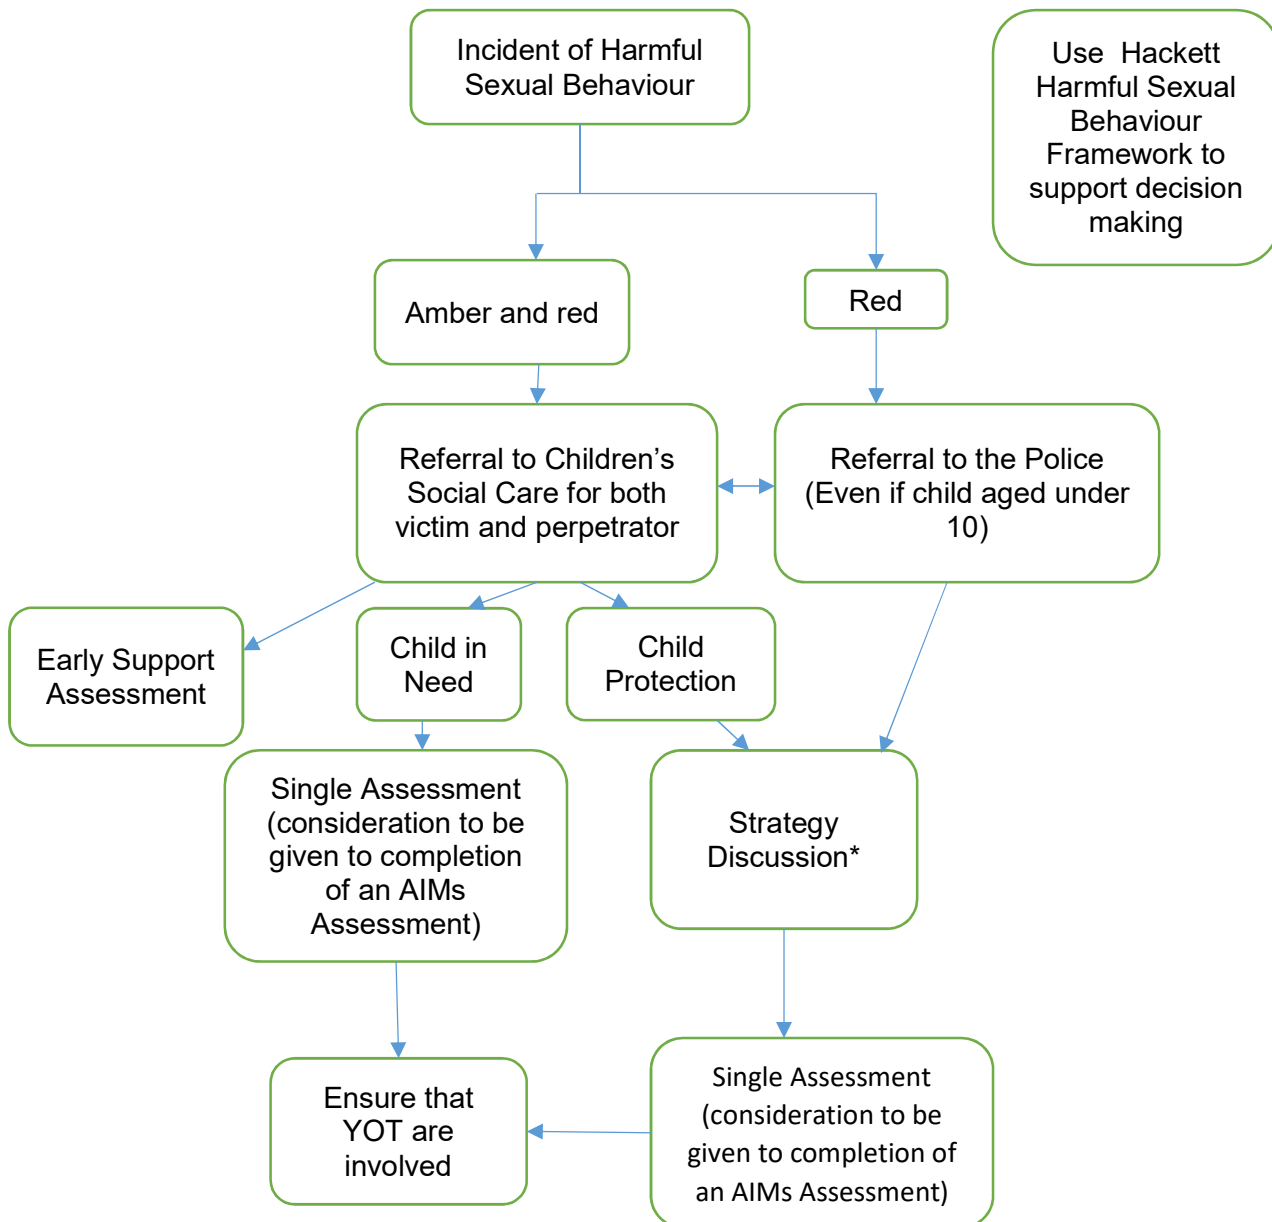 Incident of Harmful
Sexual Behaviour
Use Hackett
Harmful Sexual
Behaviour
Framework to
support decision
making
Amber and red
Red
Referral to Children’s
Social Care for both
victim and perpetrator
Referral to the Police
(Even if child aged under
10)
Early Support
Assessment
Child in
Need
Child
Protection
Single Assessment
(consideration to be
given to completion
of an AIMs
Assessment)
Strategy
Discussion*
Ensure that
YOT are
involved
Single Assessment
(consideration to be
given to completion of
an AIMs Assessment)